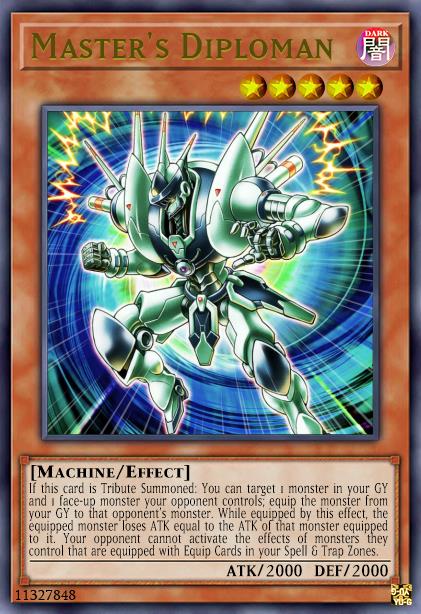 MASTER'S DIPLOMAN
DARK
闇
[MACHINE/EFFECT]
If this card is Tribute Summoned: You can target 1 monster in your GY
and 1 face-up monster your opponent controls; equip the monster from
your GY to that opponent's monster. While equipped by this effect, the
equipped monster loses ATK equal to the ATK of that monster equipped
to it. Your opponent cannot activate the effects of monsters they
control that are equipped with Equip Cards in your Spell & Trap Zones.
ATK/2000 DEF/2000
11327848